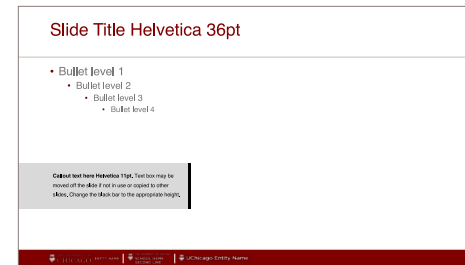 Slide Title Helvetica 36pt
• Bullet level 1
• Bullet level 2
• Bullet level 3
• Bullet level 4
Callout text here Helvetica 11pt. Text box may be
moved off the slide if not in use or copied to other
slides. Change the black bar to the appropriate height.
UChicago Entity Name